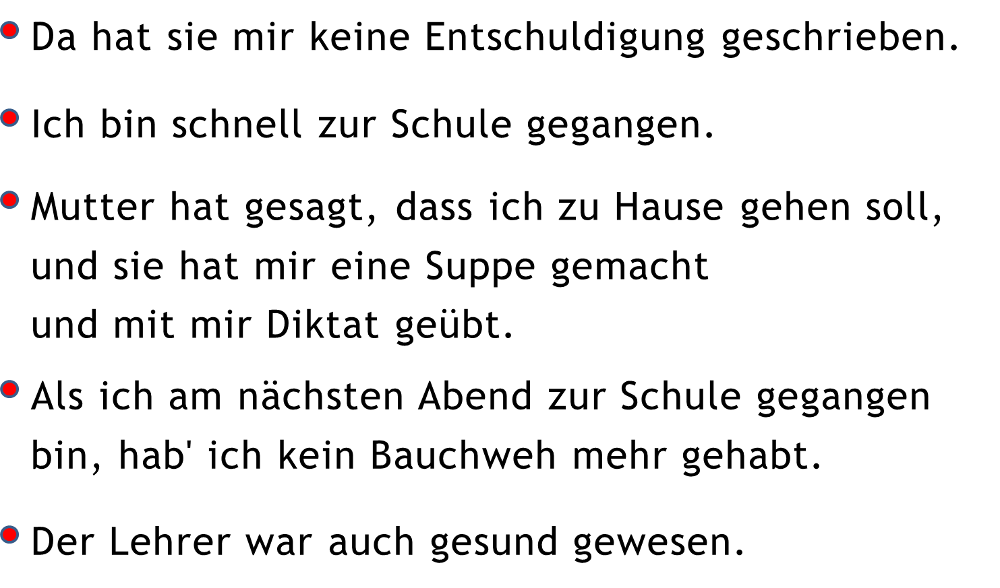 Da hat sie mir keine Entschuldigung geschrieben.
Ich bin schnell zur Schule gegangen.
Mutter hat gesagt, dass ich zu Hause gehen soll,
und sie hat mir eine Suppe gemacht
und mit mir Diktat geübt.
Als ich am nächsten Abend zur Schule gegangen
bin, hab' ich kein Bauchweh mehr gehabt.
Der Lehrer war auch gesund gewesen.